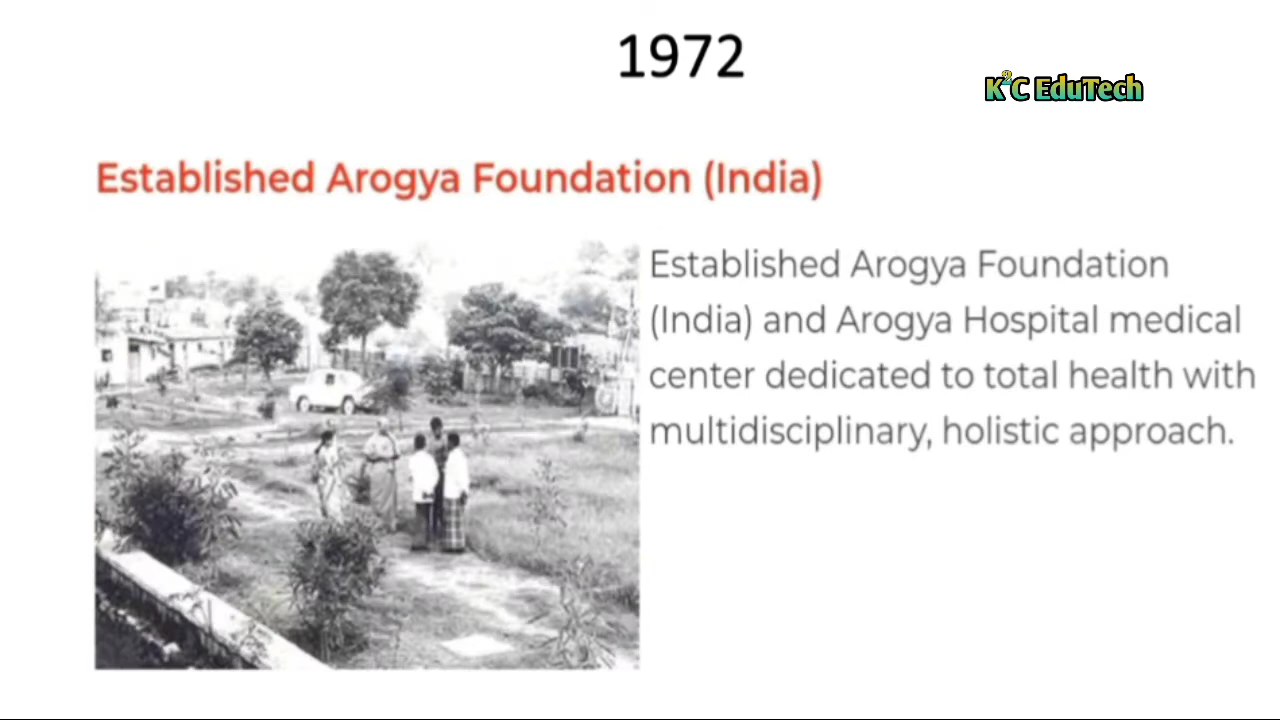 1972
K²C EduTech
Established Arogya Foundation (India)
Established Arogya Foundation
(India) and Arogya Hospital medical
center dedicated to total health with
multidisciplinary, holistic approach.